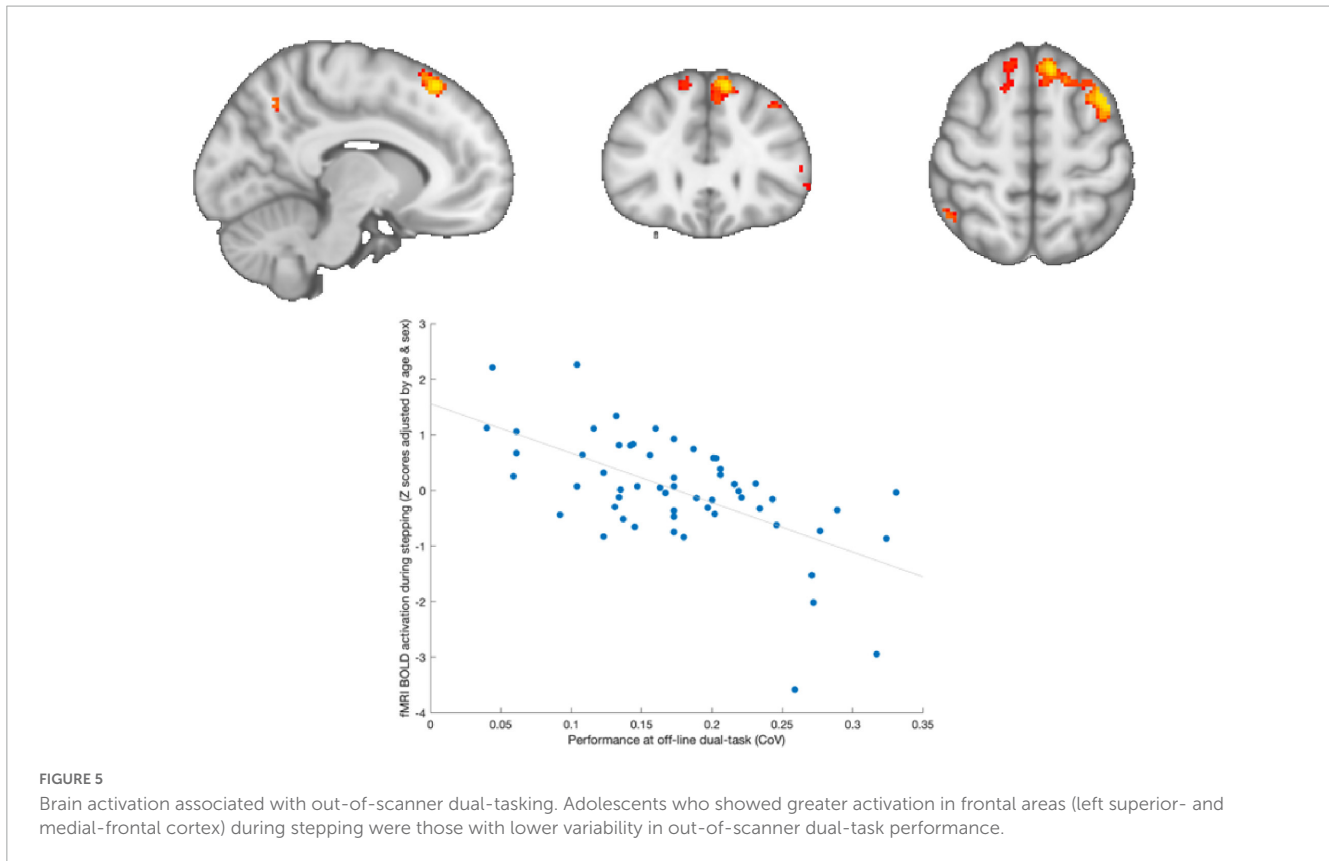 3
2
1
0
-1
-2
-3
-4
fMRI BOLD activation during stepping (Z scores adjusted by age & sex)
0 0.05 0.1 0.15 0.2 0.25 0.3 0.35
Performance at off-line dual-task (CoV)
FIGURE 5
Brain activation associated with out-of-scanner dual-tasking. Adolescents who showed greater activation in frontal areas (left superior- and
medial-frontal cortex) during stepping were those with lower variability in out-of-scanner dual-task performance.